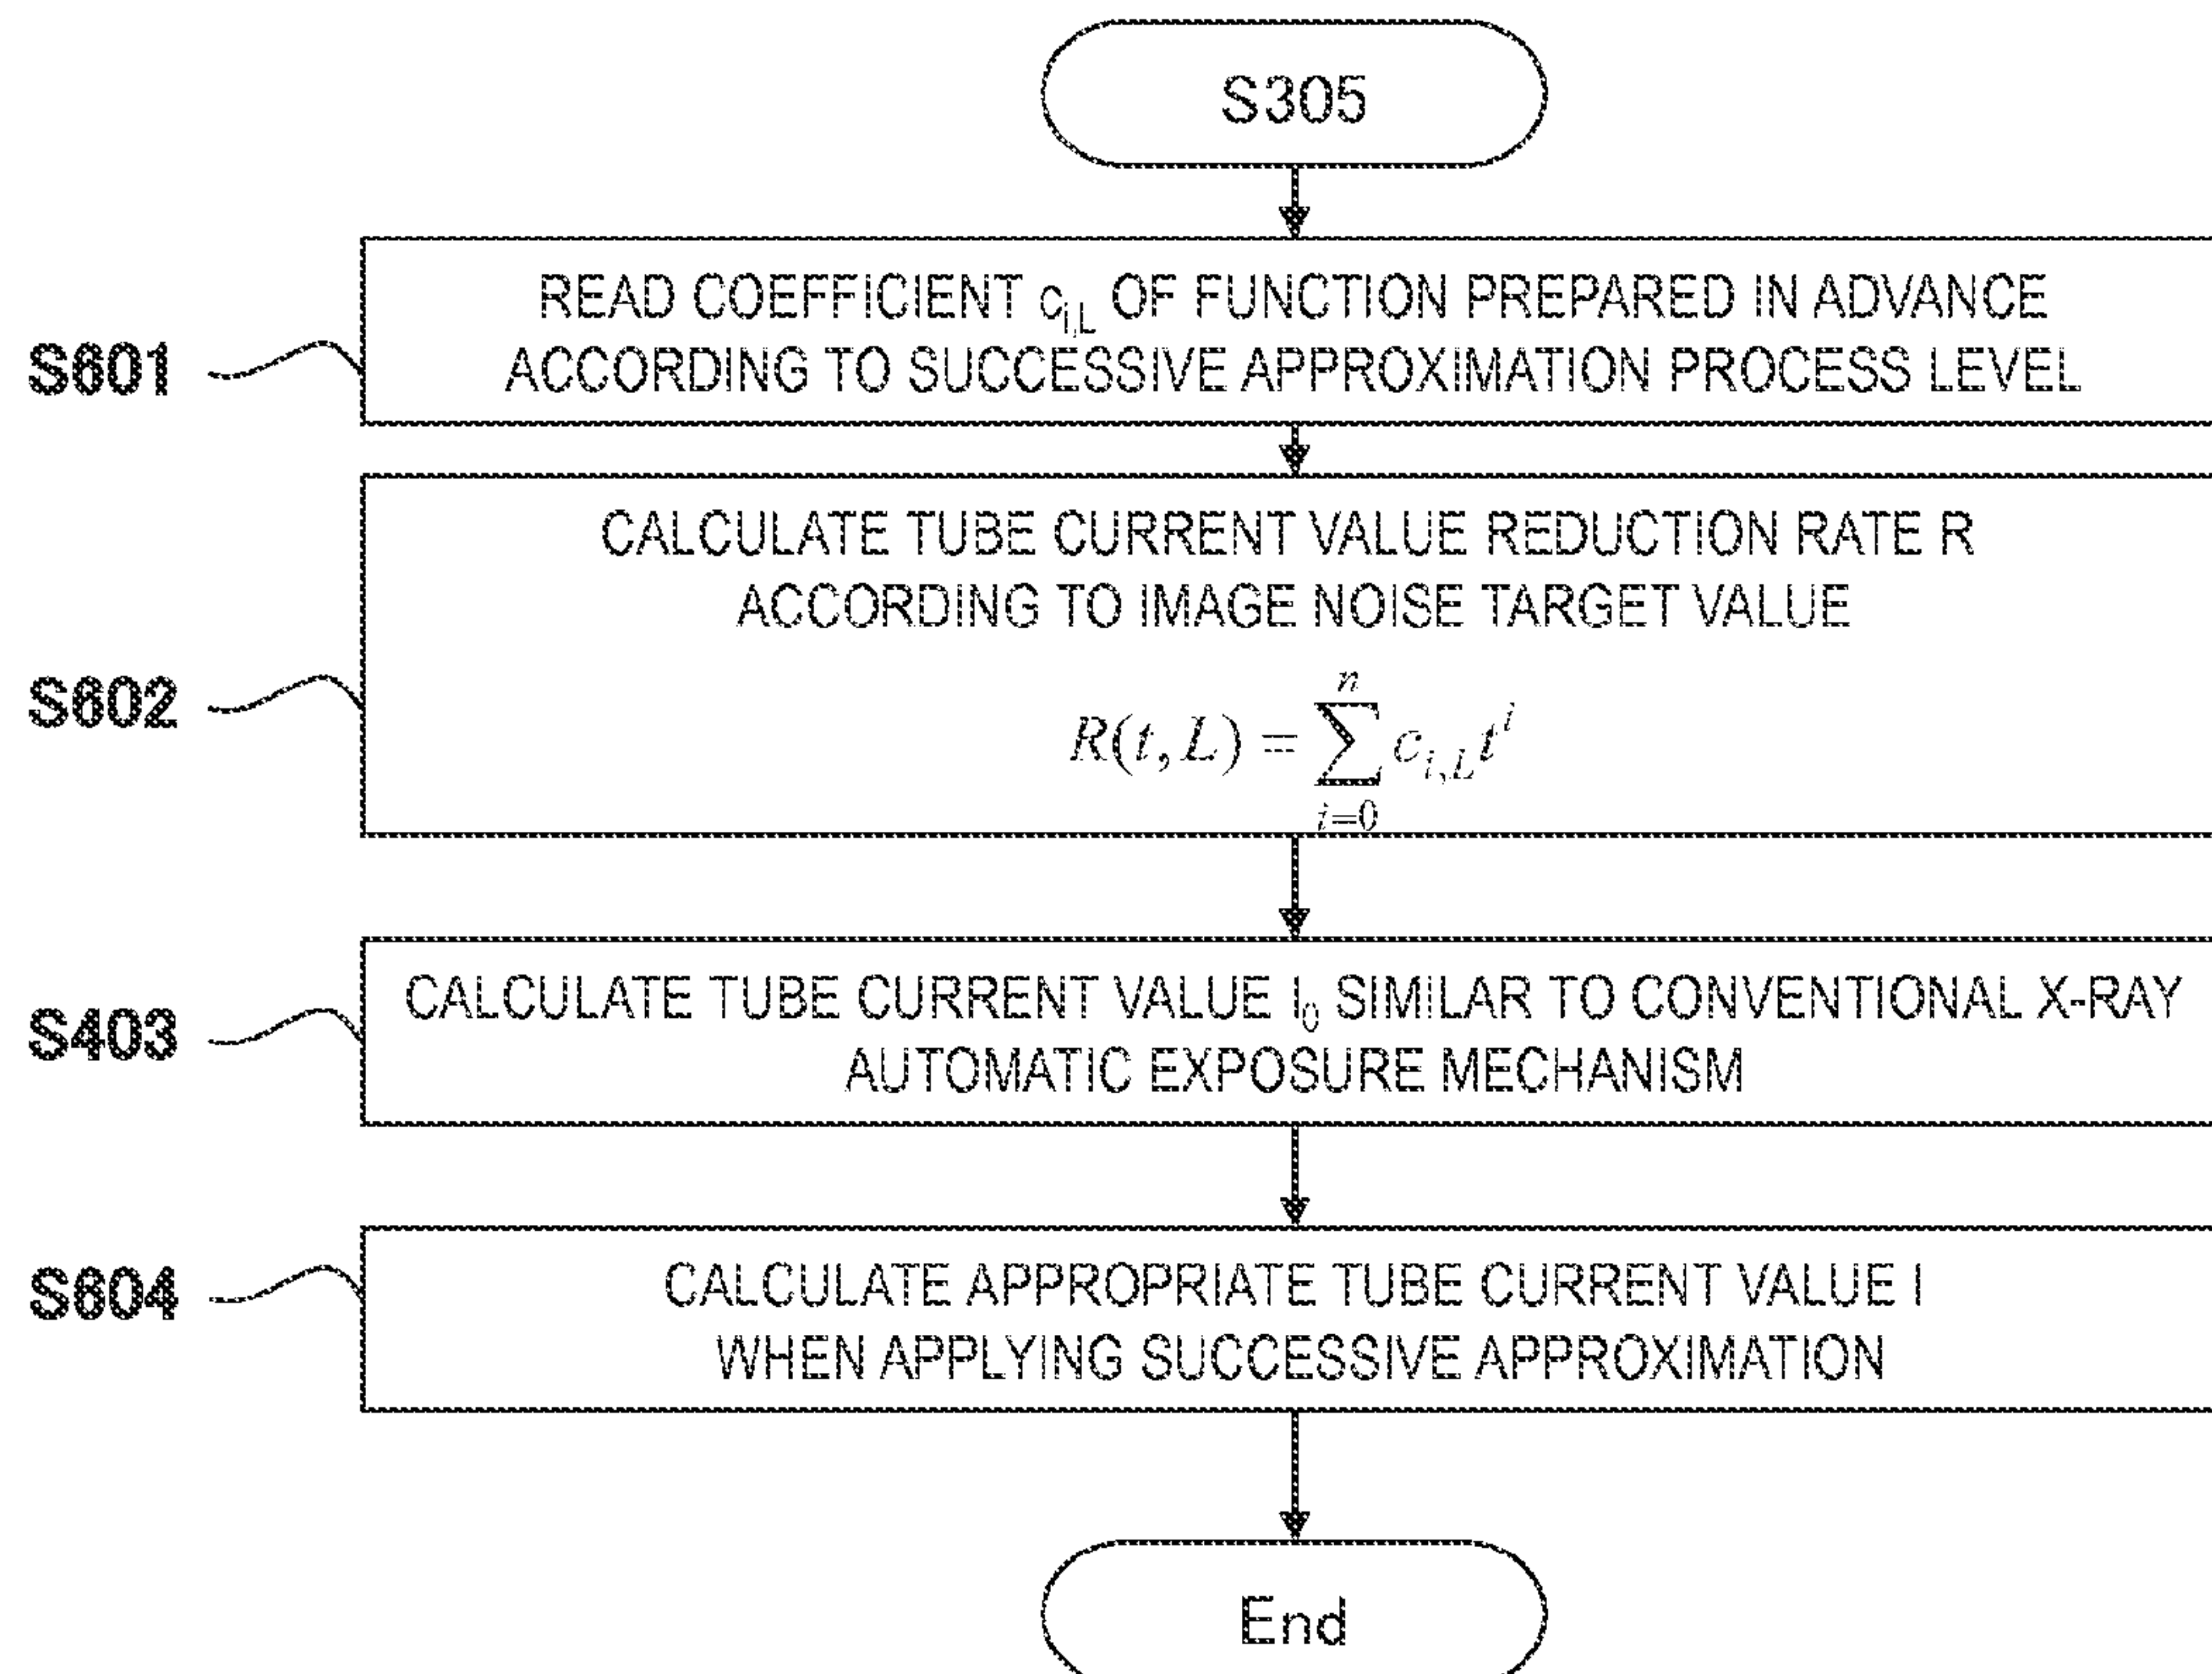 S305
S601
READ COEFFICIENT c_{i,L} OF FUNCTION PREPARED IN ADVANCE
ACCORDING TO SUCCESSIVE APPROXIMATION PROCESS LEVEL
S602
CALCULATE TUBE CURRENT VALUE REDUCTION RATE R
ACCORDING TO IMAGE NOISE TARGET VALUE
R(t, L) = \sum_{i=0}^{n} c_{i,L} t^i
S403
CALCULATE TUBE CURRENT VALUE I₀ SIMILAR TO CONVENTIONAL X-RAY
AUTOMATIC EXPOSURE MECHANISM
S604
CALCULATE APPROPRIATE TUBE CURRENT VALUE I
WHEN APPLYING SUCCESSIVE APPROXIMATION
End